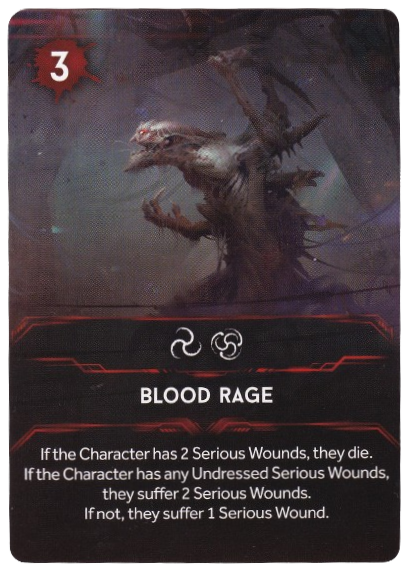 3
BLOOD RAGE
If the Character has 2 Serious Wounds, they die.
If the Character has any Undressed Serious Wounds,
they suffer 2 Serious Wounds.
If not, they suffer 1 Serious Wound.